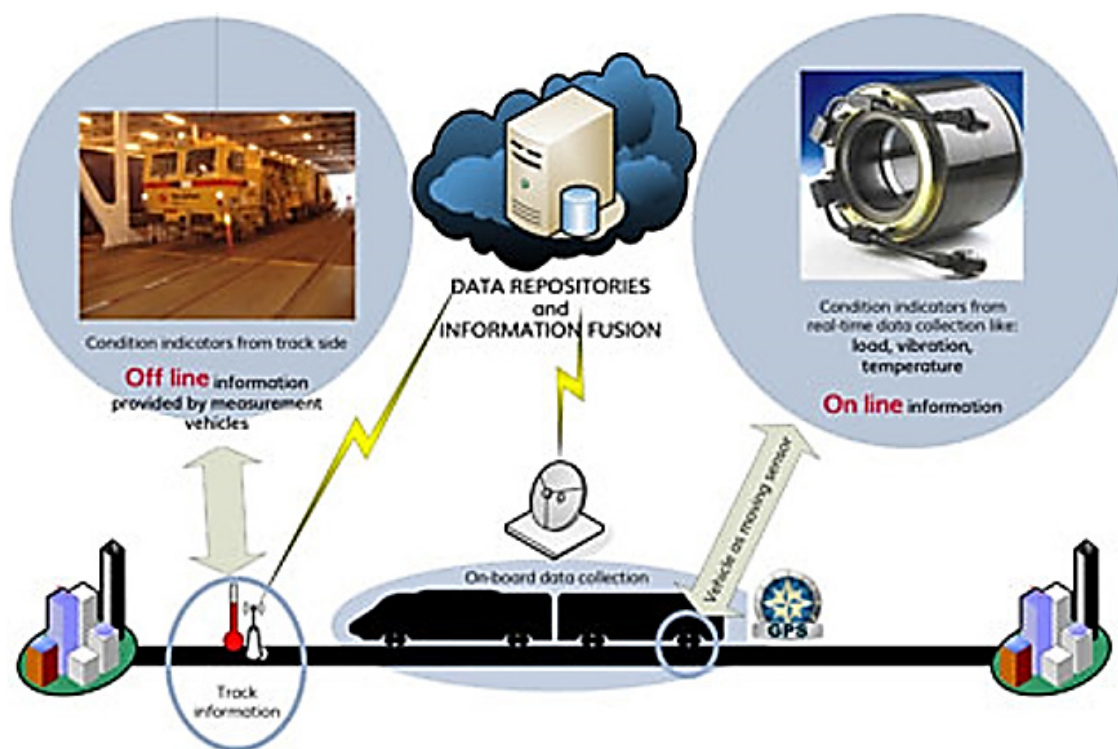 DATA REPOSITORIES
and
INFORMATION FUSION
Condition indicators from track side
Off line information
provided by measurement
vehicles
Condition indicators from
real-time data collection like:
load, vibration,
temperature
On line information
Vehicle as moving sensor
On-board data collection
GPS
Track
information